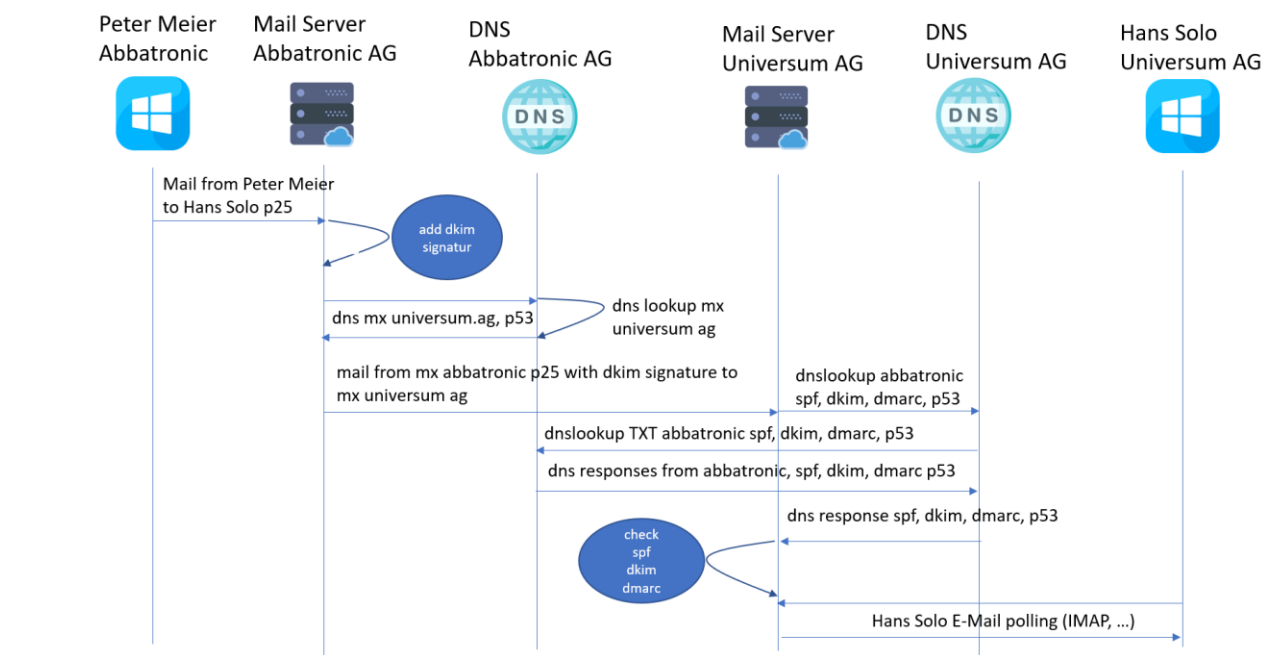 Peter Meier
Abbatronic
Mail Server
Abbatronic AG
DNS
Abbatronic AG
Mail Server
Universum AG
DNS
Universum AG
Hans Solo
Universum AG
DNS
DNS
Mail from Peter Meier
to Hans Solo p25
add dkim
signatur
dns mx universum.ag, p53
dns lookup mx
universum ag
mail from mx abbatronic p25 with dkim signature to
mx universum ag
dnslookup abbatronic
spf, dkim, dmarc, p53
dnslookup TXT abbatronic spf, dkim, dmarc, p53
dns responses from abbatronic, spf, dkim, dmarc p53
dns response spf, dkim, dmarc, p53
check
spf
dkim
dmarc
Hans Solo E-Mail polling (IMAP, ...)